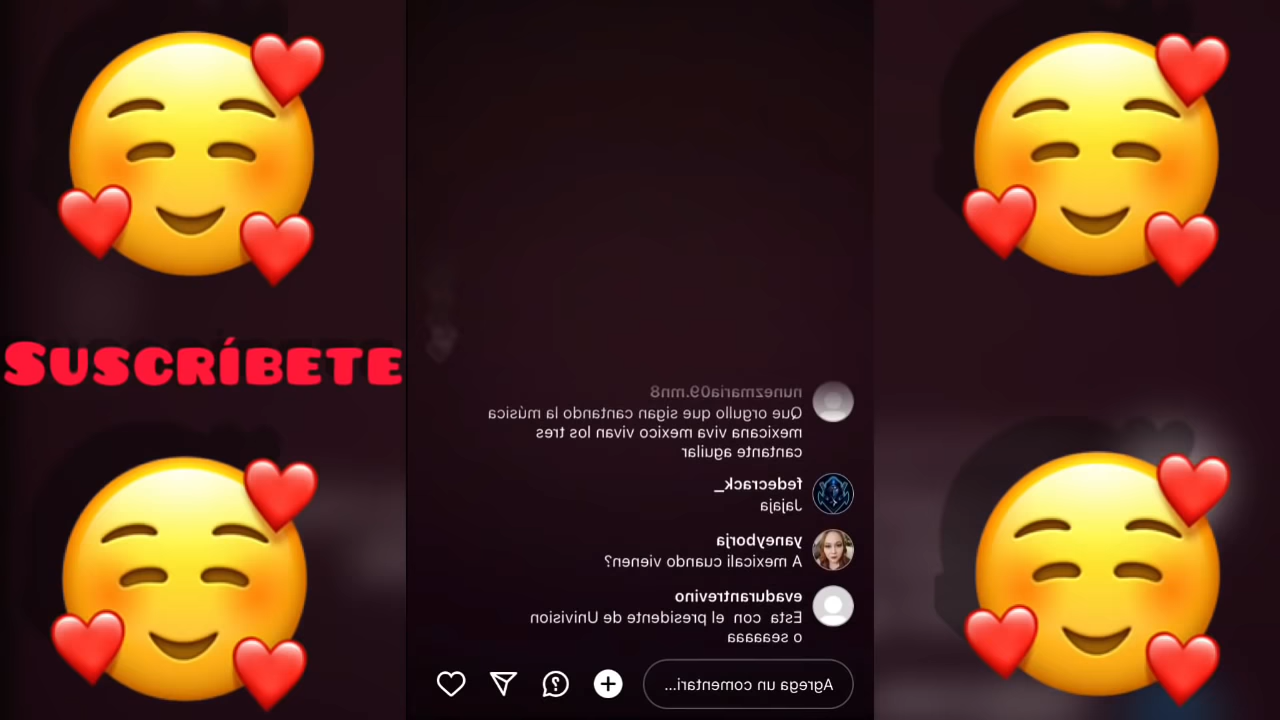 SUSCRÍBETE
nunezmaria09.mn8
Que orgullo que sigan cantando la música
mexicana viva mexico vivan los tres
cantante aguilar
fedecrack_
Jajaja
yaneyborja
A mexicali cuando vienen?
evadurantrevino
Esta con el presidente de Univision
o seaaaa
Agrega un comentari...